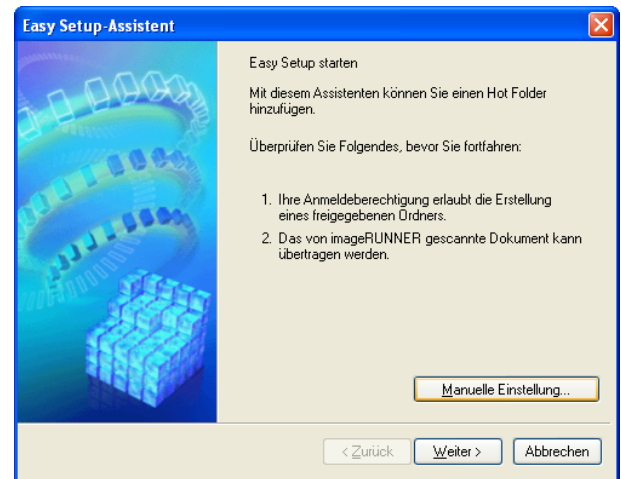 Easy Setup-Assistent
Easy Setup starten
Mit diesem Assistenten können Sie einen Hot Folder
hinzufügen.
Überprüfen Sie Folgendes, bevor Sie fortfahren:
1. Ihre Anmeldeberechtigung erlaubt die Erstellung
eines freigegebenen Ordners.
2. Das von imageRUNNER gescannte Dokument kann
übertragen werden.
Manuelle Einstellung...
< Zurück Weiter > Abbrechen